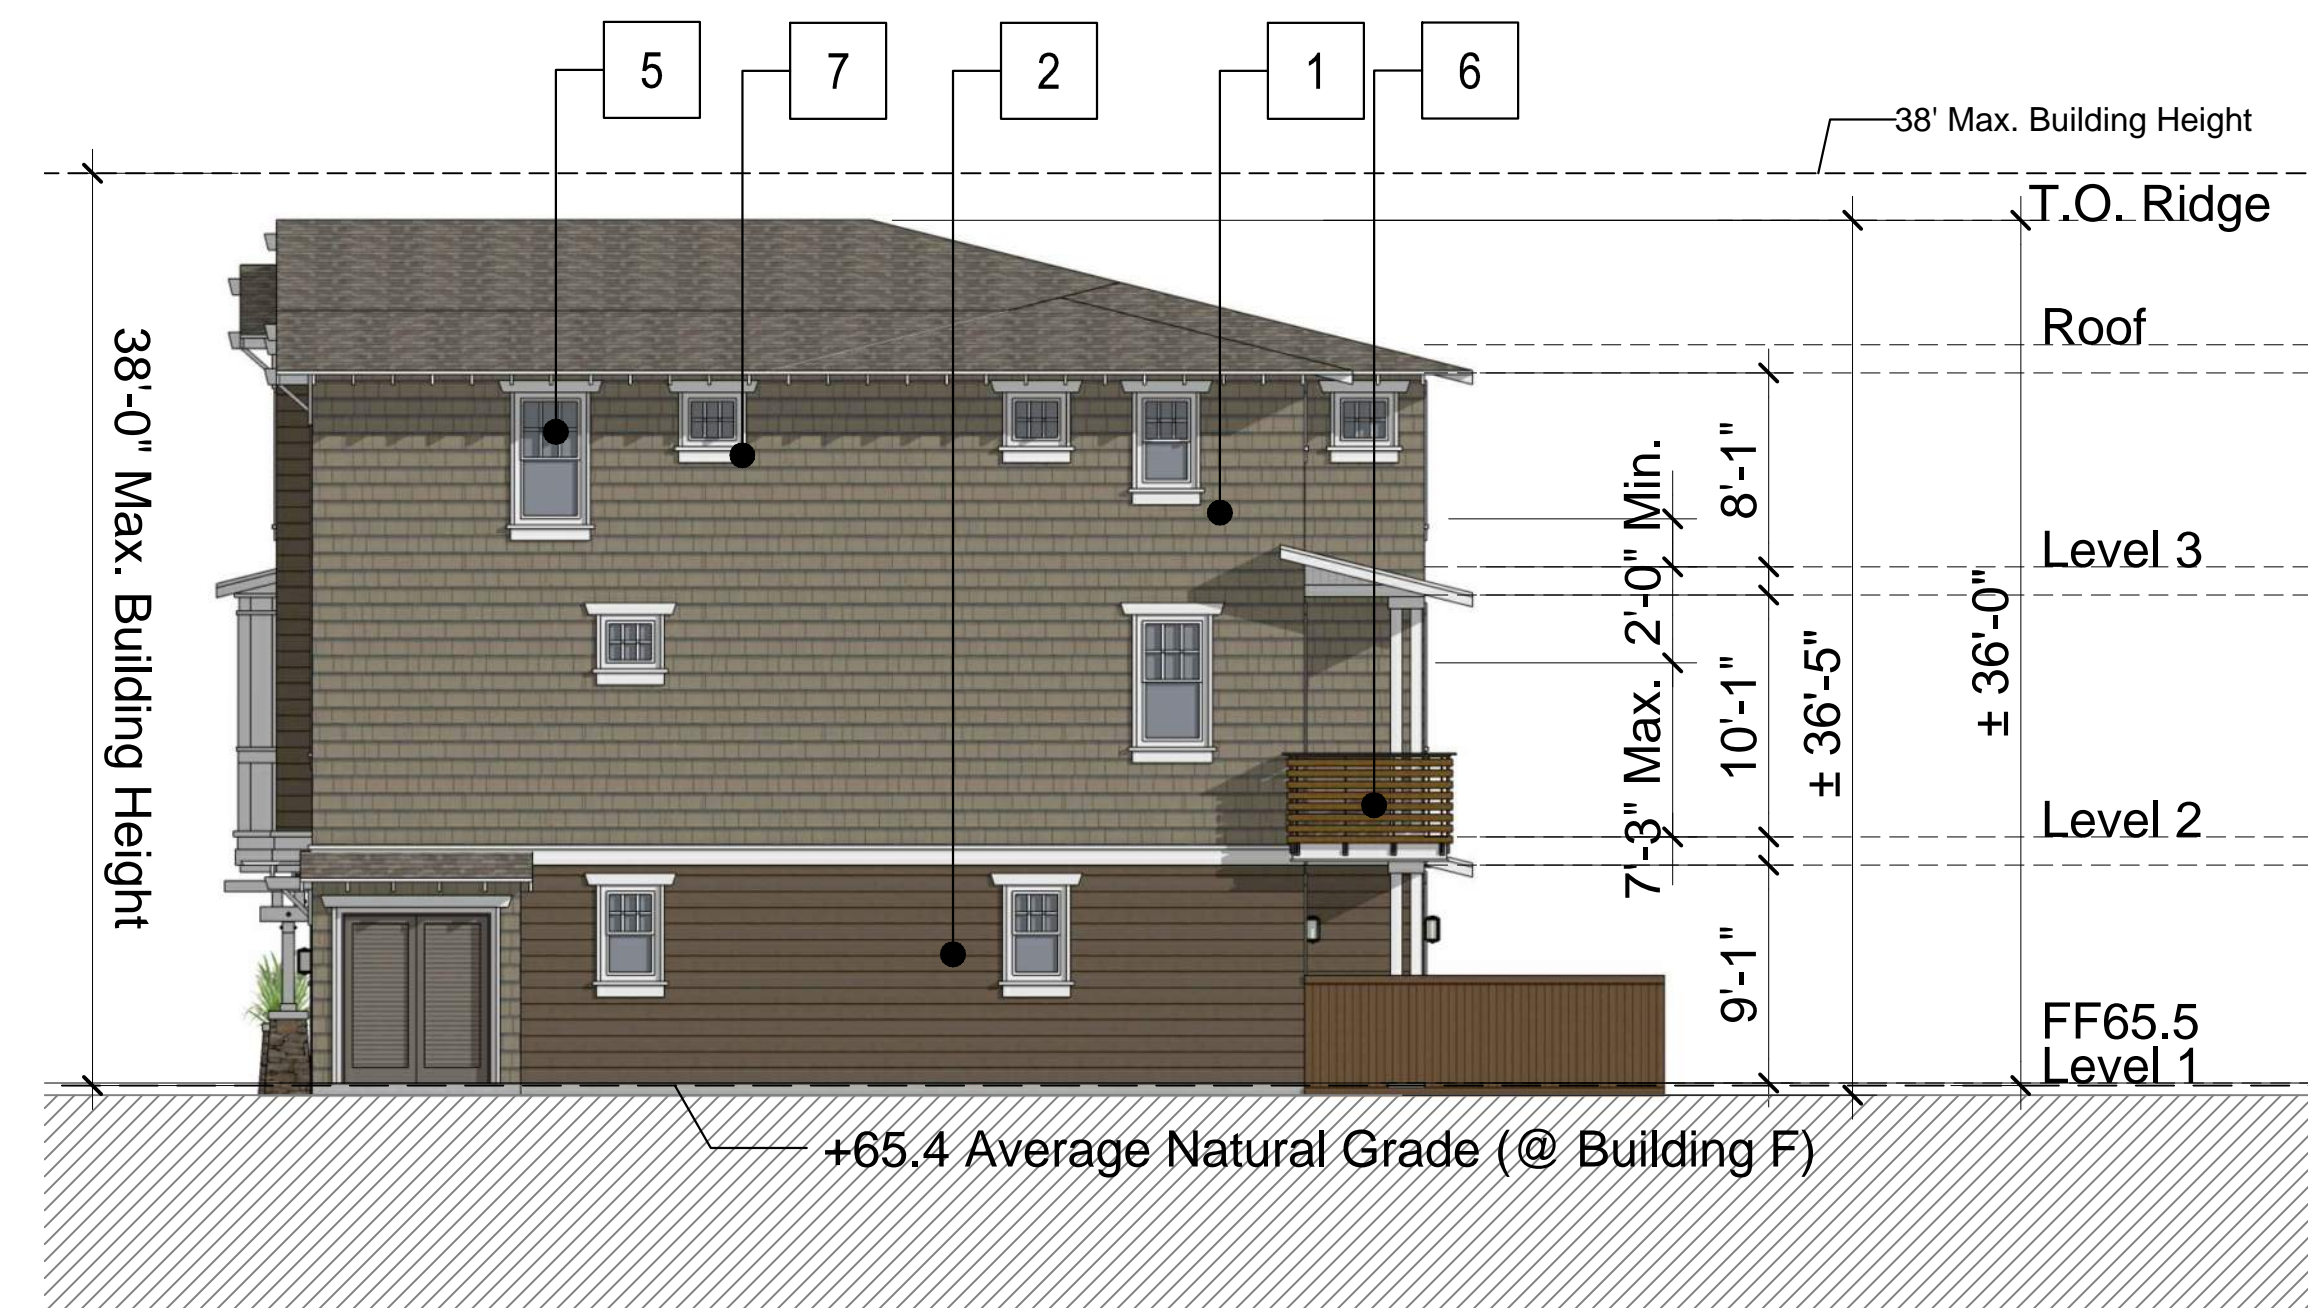 5
7
2
1
6
38' Max. Building Height
T.O. Ridge
Roof
Level 3
Level 2
FF65.5
Level 1
38'-0" Max. Building Height
7'-3" Max. 2'-0" Min.
8'-1"
10'-1"
9'-1"
± 36'-5"
± 36'-0"
+65.4 Average Natural Grade (@ Building F)